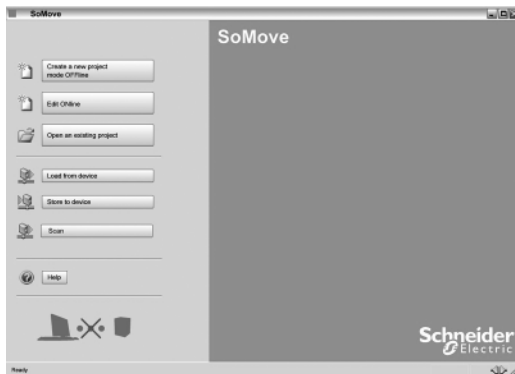 SoMove
SoMove
Create a new project
mode OFFline
Edit ONline
Open an existing project
Load from device
Store to device
Scan
Help
Schneider
Electric
Ready